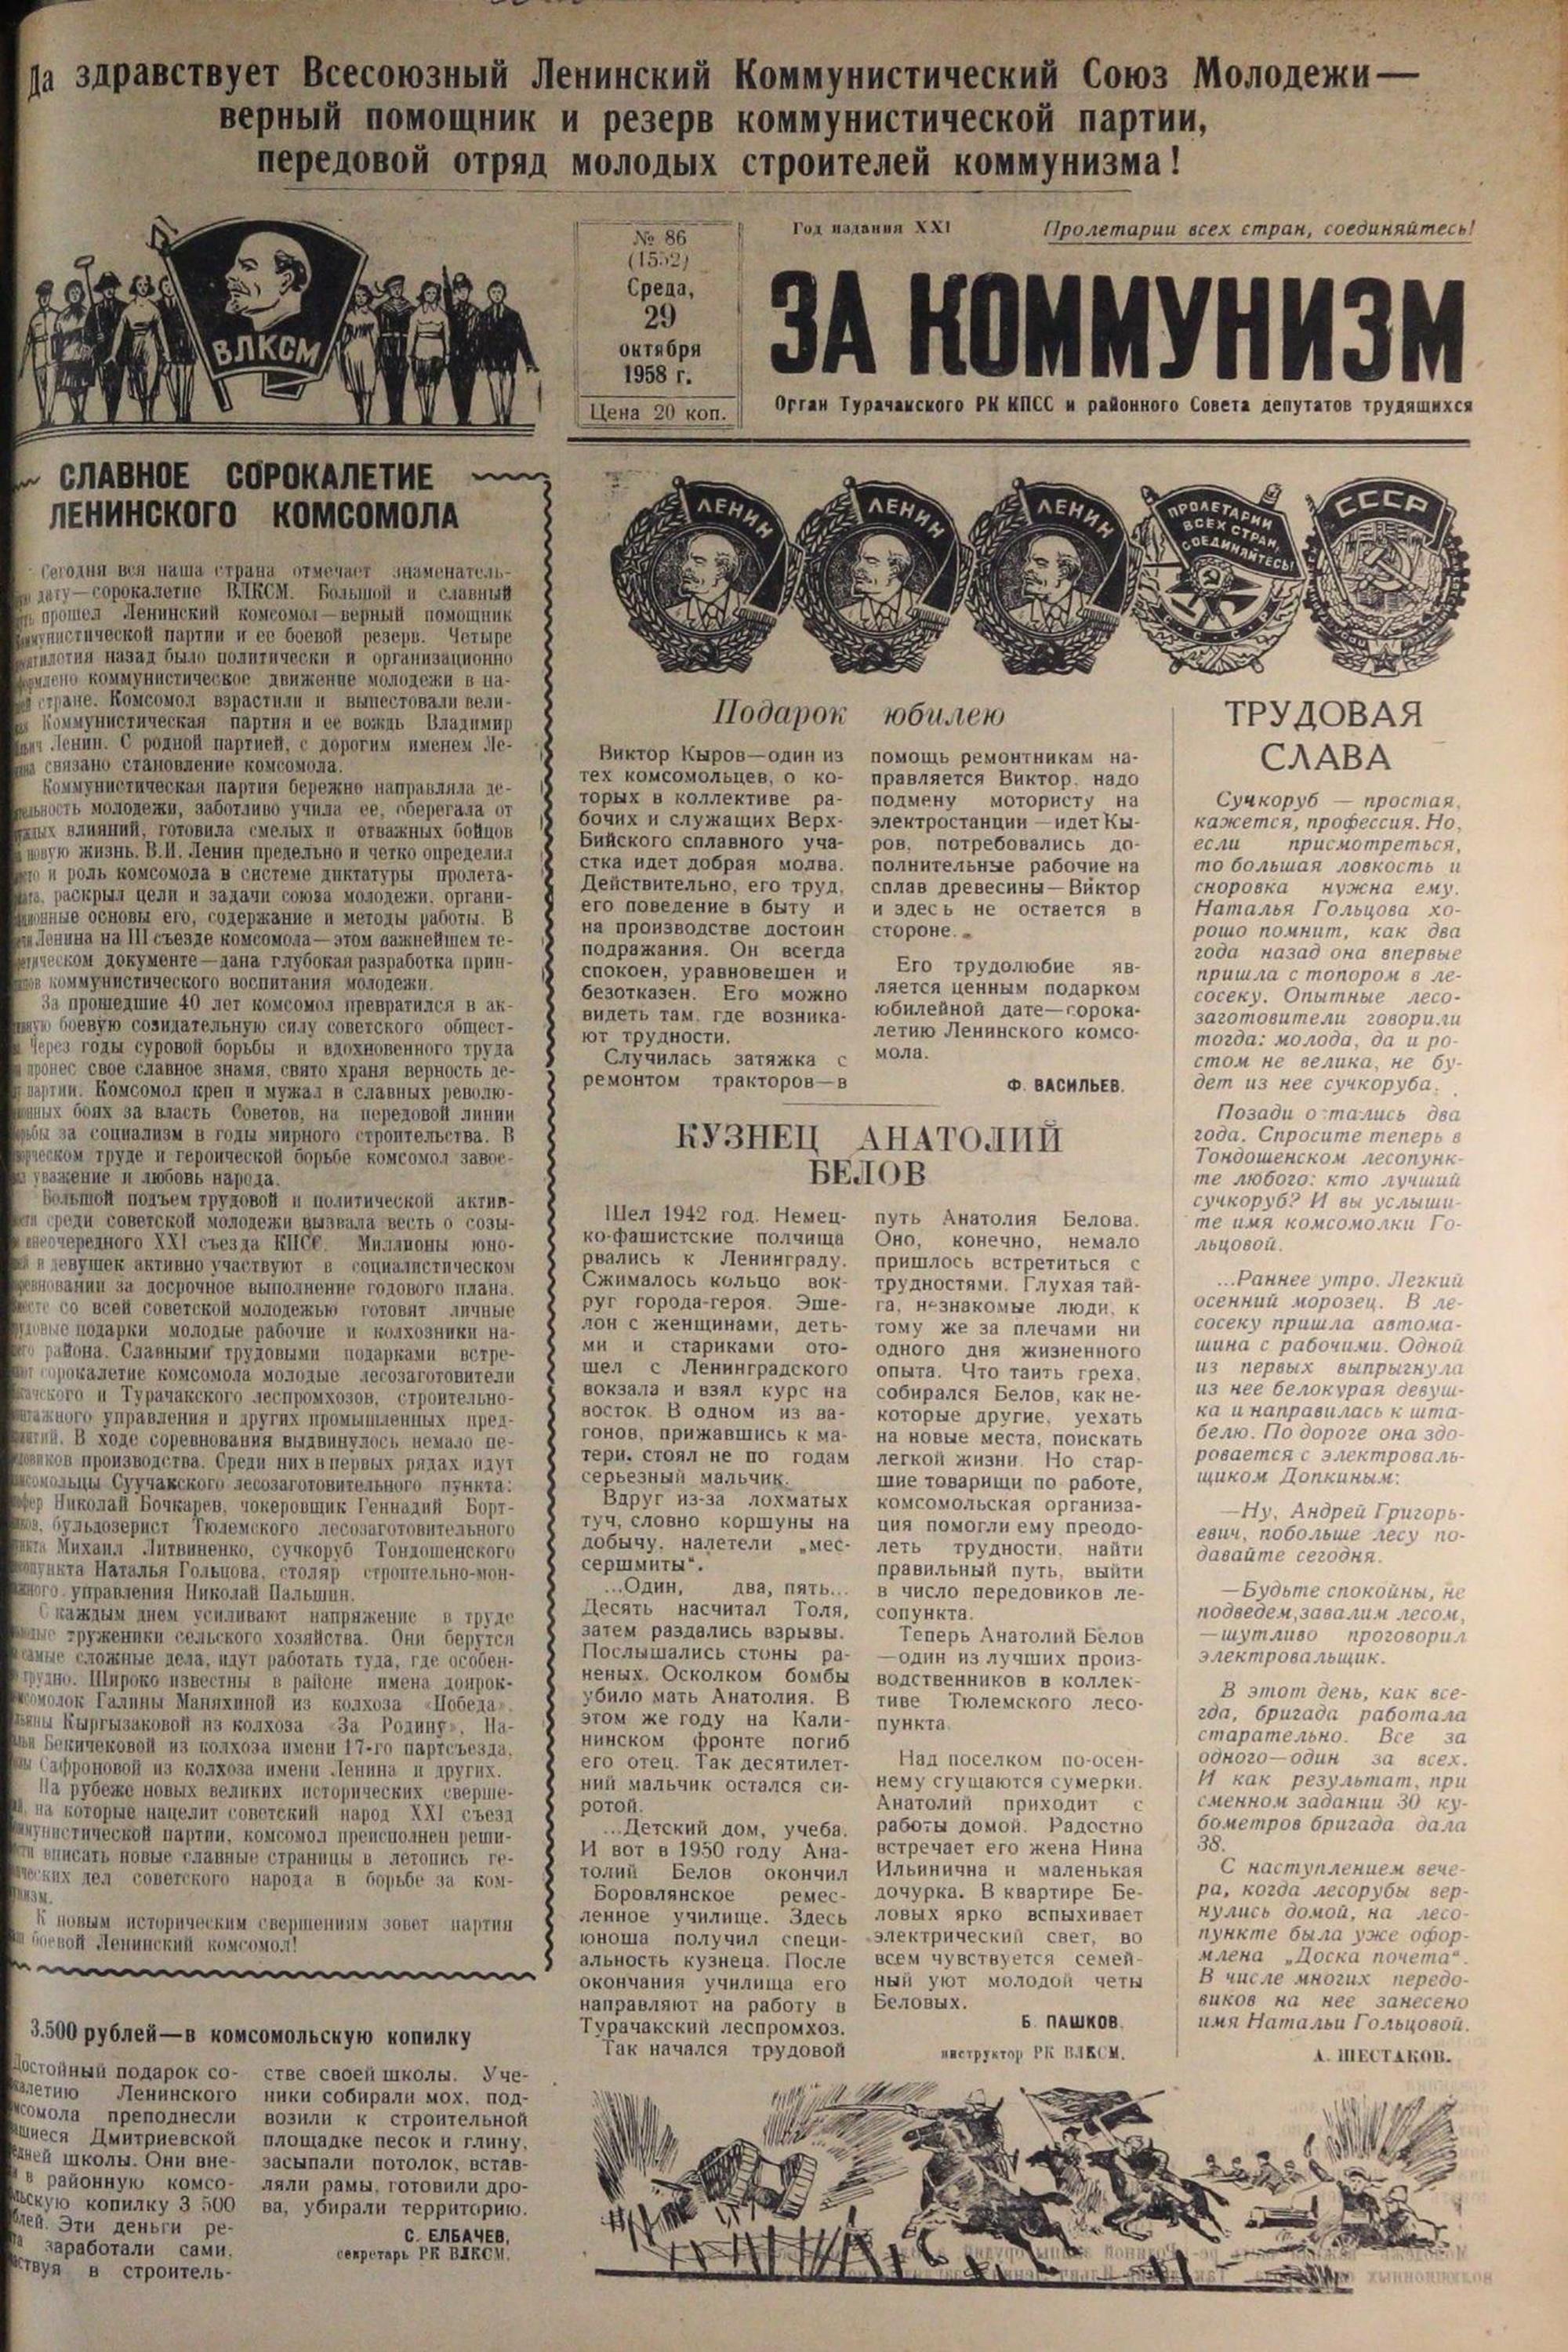 Да здравствует Всесоюзный Ленинский Коммунистический Союз Молодежи—
верный помощник и резерв коммунистической партии,
передовой отряд молодых строителей коммунизма!
ВЛКСМ
№ 86
(1552)
Среда,
29
октября
1958 г.
Цена 20 коп.
Год издания XXI
Пролетарии всех стран, соединяйтесь!
ЗА КОММУНИЗМ
Орган Турачакского РК КПСС и районного Совета депутатов трудящихся
СЛАВНОЕ СОРОКАЛЕТИЕ
ЛЕНИНСКОГО КОМСОМОЛА
Сегодня вся наша страна отмечает знаменатель-
дату—сорокалетие ВЛКСМ. Большой и славный
прошел Ленинский комсомол—верный помощник
коммунистической партии и ее боевой резерв. Четыре
назад было политически и организационно
коммунистическое движение молодежи в на-
стране. Комсомол взрастили и выпестовали вели-
Коммунистическая партия и ее вождь Владимир
Ленин. С родной партией, с дорогим именем Ле-
связано становление комсомола.
Коммунистическая партия бережно направляла де-
молодежи, заботливо учила ее, оберегала от
влияний, готовила смелых и отважных бойцов
новую жизнь. В.И. Ленин предельно и четко определил
и роль комсомола в системе диктатуры пролета-
раскрыл цели и задачи союза молодежи, органи-
основы его, содержание и методы работы. В
Ленина на III съезде комсомола—этом важнейшем те-
документе—дана глубокая разработка прин-
коммунистического воспитания молодежи.
За прошедшие 40 лет комсомол превратился в ак-
боевую созидательную силу советского общест-
Через годы суровой борьбы и вдохновенного труда
пронес свое славное знамя, свято храня верность де-
партии. Комсомол креп и мужал в славных револю-
боях за власть Советов, на передовой линии
за социализм в годы мирного строительства. В
труде и героической борьбе комсомол завое-
уважение и любовь народа.
Большой подъем трудовой и политической актив-
среди советской молодежи вызвала весть о созы-
внеочередного XXI съезда КПСС. Миллионы юно-
и девушек активно участвуют в социалистическом
соревновании за досрочное выполнение годового плана.
со всей советской молодежью готовят личные
подарки молодые рабочие и колхозники на-
района. Славными трудовыми подарками встре-
сорокалетие комсомола молодые лесозаготовители
и Турачакского леспромхозов, строительно-
управления и других промышленных пред-
В ходе соревнования выдвинулось немало пе-
производства. Среди них в первых рядах идут
комсомольцы Суучакского лесозаготовительного пункта:
Николай Бочкарев, чокеровщик Геннадий Борт-
бульдозерист Тюлемского лесозаготовительного
Михаил Литвиненко, сучкоруб Тондошенского
Наталья Гольцова, столяр строительно-мон-
управления Николай Пальшин.
С каждым днем усиливают напряжение в труде
труженики сельского хозяйства. Они берутся
самые сложные дела, идут работать туда, где особен-
трудно. Широко известны в районе имена доярок-
комсомолок Галины Маняхиной из колхоза «Победа»,
Кыргызаковой из колхоза «За Родину», На-
Бекичековой из колхоза имени 17-го партсъезда,
Сафроновой из колхоза имени Ленина и других.
На рубеже новых великих исторических сверше-
на которые нацелит советский народ XXI съезд
коммунистической партии, комсомол преисполнен реши-
вписать новые славные страницы в летопись ге-
дел советского народа в борьбе за ком-
К новым историческим свершениям зовет партия
боевой Ленинский комсомол!
3.500 рублей—в комсомольскую копилку
Достойный подарок со-
Ленинского
преподнесли
Дмитриевской
школы. Они вне-
в районную комсо-
копилку 3 500
Эти деньги ре-
заработали сами,
в строитель-
стве своей школы. Уче-
ники собирали мох, под-
возили к строительной
площадке песок и глину,
засыпали потолок, встав-
ляли рамы, готовили дро-
ва, убирали территорию.
С. ЕЛБАЧЕВ,
секретарь РК ВЛКСМ.
ЛЕНИН
ЛЕНИН
ЛЕНИН
ПРОЛЕТАРИИ
ВСЕХ СТРАН,
СОЕДИНЯЙТЕСЬ!
СССР
СССР
Подарок юбилею
Виктор Кыров—один из
тех комсомольцев, о ко-
торых в коллективе ра-
бочих и служащих Верх-
Бийского сплавного уча-
стка идет добрая молва.
Действительно, его труд,
его поведение в быту и
на производстве достоин
подражания. Он всегда
спокоен, уравновешен и
безотказен. Его можно
видеть там, где возника-
ют трудности.
Случилась затяжка с
ремонтом тракторов—в
помощь ремонтникам на-
правляется Виктор, надо
подмену мотористу на
электростанции—идет Кы-
ров, потребовались до-
полнительные рабочие на
сплав древесины—Виктор
и здесь не остается в
стороне.
Его трудолюбие яв-
ляется ценным подарком
юбилейной дате—сорока-
летию Ленинского комсо-
мола.
Ф. ВАСИЛЬЕВ.
КУЗНЕЦ АНАТОЛИЙ
БЕЛОВ
Шел 1942 год. Немец-
ко-фашистские полчища
рвались к Ленинграду.
Сжималось кольцо вок-
руг города-героя. Эше-
лон с женщинами, деть-
ми и стариками ото-
шел с Ленинградского
вокзала и взял курс на
восток. В одном из ва-
гонов, прижавшись к ма-
тери, стоял не по годам
серьезный мальчик.
Вдруг из-за лохматых
туч, словно коршуны на
добычу, налетели „мес-
сершмиты“.
...Один, два, пять...
Десять насчитал Толя,
затем раздались взрывы.
Послышались стоны ра-
неных. Осколком бомбы
убило мать Анатолия. В
этом же году на Кали-
нинском фронте погиб
его отец. Так десятилет-
ний мальчик остался си-
ротой.
...Детский дом, учеба.
И вот в 1950 году Ана-
толий Белов окончил
Боровлянское ремес-
ленное училище. Здесь
юноша получил специ-
альность кузнеца. После
окончания училища его
направляют на работу в
Турачакский леспромхоз.
Так начался трудовой
путь Анатолия Белова.
Оно, конечно, немало
пришлось встретиться с
трудностями. Глухая тай-
га, незнакомые люди, к
тому же за плечами ни
одного дня жизненного
опыта. Что таить греха,
собирался Белов, как не-
которые другие, уехать
на новые места, поискать
легкой жизни. Но стар-
шие товарищи по работе,
комсомольская организа-
ция помогли ему преодо-
леть трудности, найти
правильный путь, выйти
в число передовиков ле-
сопункта.
Теперь Анатолий Белов
—один из лучших произ-
водственников в коллек-
тиве Тюлемского лесо-
пункта.
Над поселком по-осен-
нему сгущаются сумерки.
Анатолий приходит с
работы домой. Радостно
встречает его жена Нина
Ильинична и маленькая
дочурка. В квартире Бе-
ловых ярко вспыхивает
электрический свет, во
всем чувствуется семей-
ный уют молодой четы
Беловых.
Б. ПАШКОВ.
инструктор РК ВЛКСМ.
ТРУДОВАЯ
СЛАВА
Сучкоруб — простая,
кажется, профессия. Но,
если присмотреться,
то большая ловкость и
сноровка нужна ему.
Наталья Гольцова хо-
рошо помнит, как два
года назад она впервые
пришла с топором в ле-
сосеку. Опытные лесо-
заготовители говорили
тогда: молода, да и ро-
стом не велика, не бу-
дет из нее сучкоруба.
Позади остались два
года. Спросите теперь в
Тондошенском лесопунк-
те любого: кто лучший
сучкоруб? И вы услыши-
те имя комсомолки Го-
льцовой.
...Раннее утро. Легкий
осенний морозец. В ле-
сосеку пришла автома-
шина с рабочими. Одной
из первых выпрыгнула
из нее белокурая девуш-
ка и направилась к шта-
белю. По дороге она здо-
ровается с электроваль-
щиком Допкиным:
—Ну, Андрей Григорь-
евич, побольше лесу по-
давайте сегодня.
—Будьте спокойны, не
подведем, завалим лесом,
—шутливо проговорил
электровальщик.
В этот день, как все-
гда, бригада работала
старательно. Все за
одного—один за всех.
И как результат, при
сменном задании 30 ку-
бометров бригада дала
38.
С наступлением вече-
ра, когда лесорубы вер-
нулись домой, на лесо-
пункте была уже офор-
млена „Доска почета“.
В числе многих передо-
виков на нее занесено
имя Натальи Гольцовой.
А. ШЕСТАКОВ.